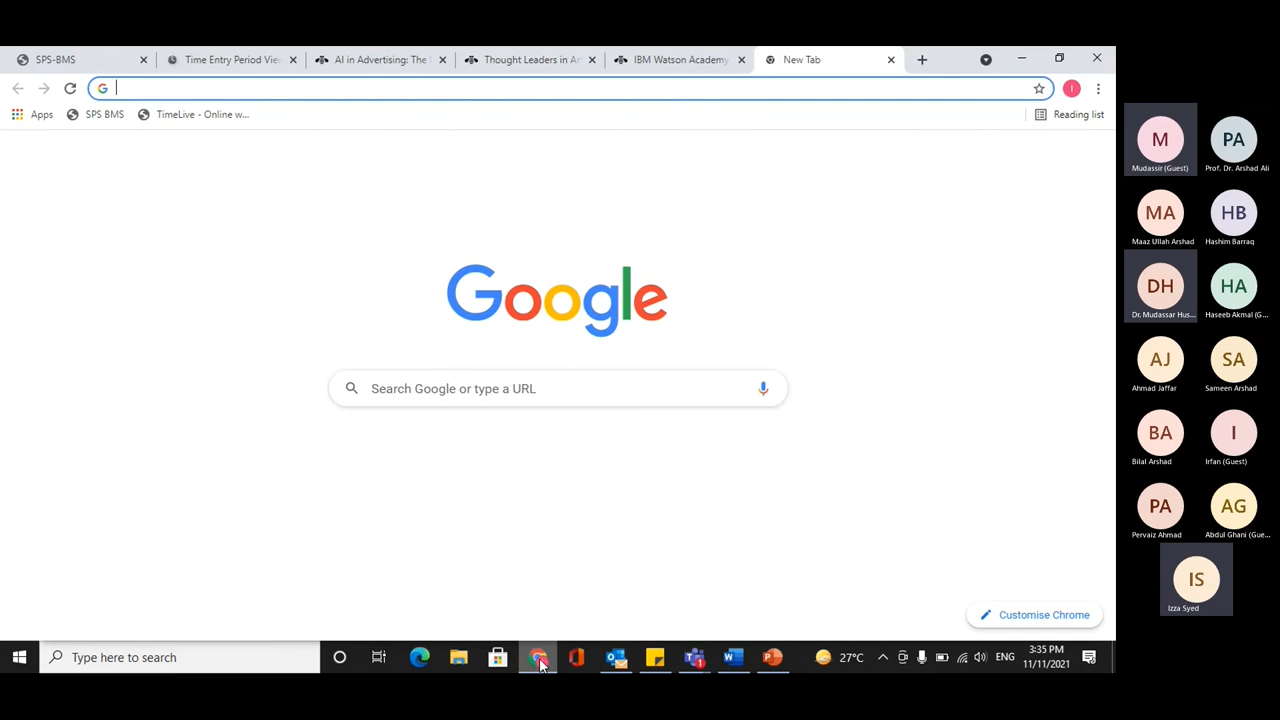 SPS-BMS
Time Entry Period Vie
AI in Advertising: The
Thought Leaders in Ar
IBM Watson Academy
New Tab
G
I
Apps
SPS BMS
TimeLive - Online w...
Reading list
Google
Search Google or type a URL
Customise Chrome
Type here to search
27°C
ENG
3:35 PM
11/11/2021
M
Mudassir (Guest)
PA
Prof. Dr. Arshad Ali
MA
Maaz Ullah Arshad
HB
Hashim Barraq
DH
Dr. Mudassar Hus...
HA
Haseeb Akmal (G...
AJ
Ahmad Jaffar
SA
Sameen Arshad
BA
Bilal Arshad
I
Irfan (Guest)
PA
Pervaiz Ahmad
AG
Abdul Ghani (Gue...
IS
Izza Syed